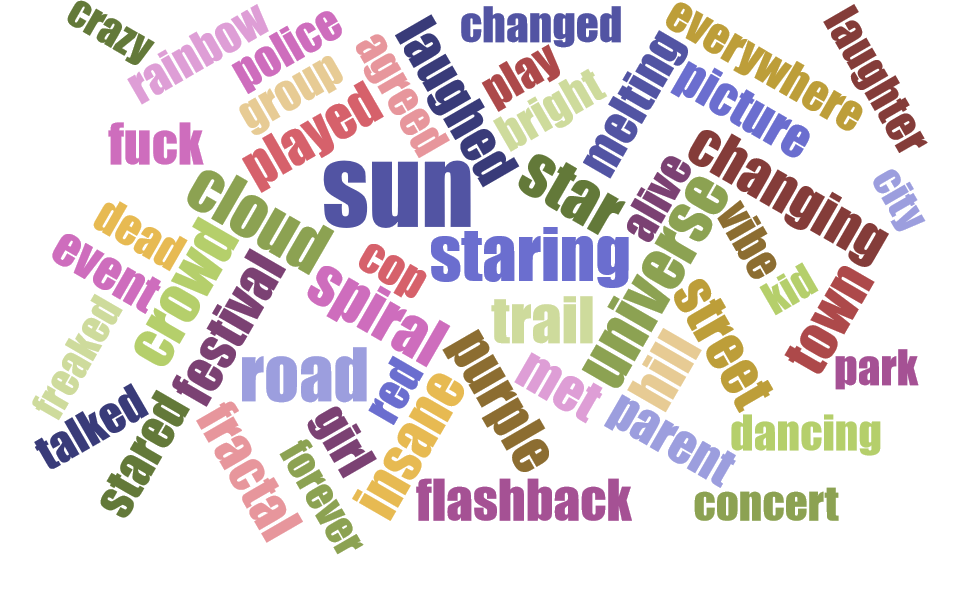 crazy
rainbow
police
group
agreed
laughed
changed
play
bright
melting
everywhere
picture
laughter
fuck
played
sun
star
alive
changing
city
cloud
dead
crowd
event
festival
cop
staring
universe
vibe
kid
town
spiral
trail
street
hill
park
freaked
road
red
purple
met
parent
dancing
talked
stared
fractal
girl
forever
insane
flashback
concert